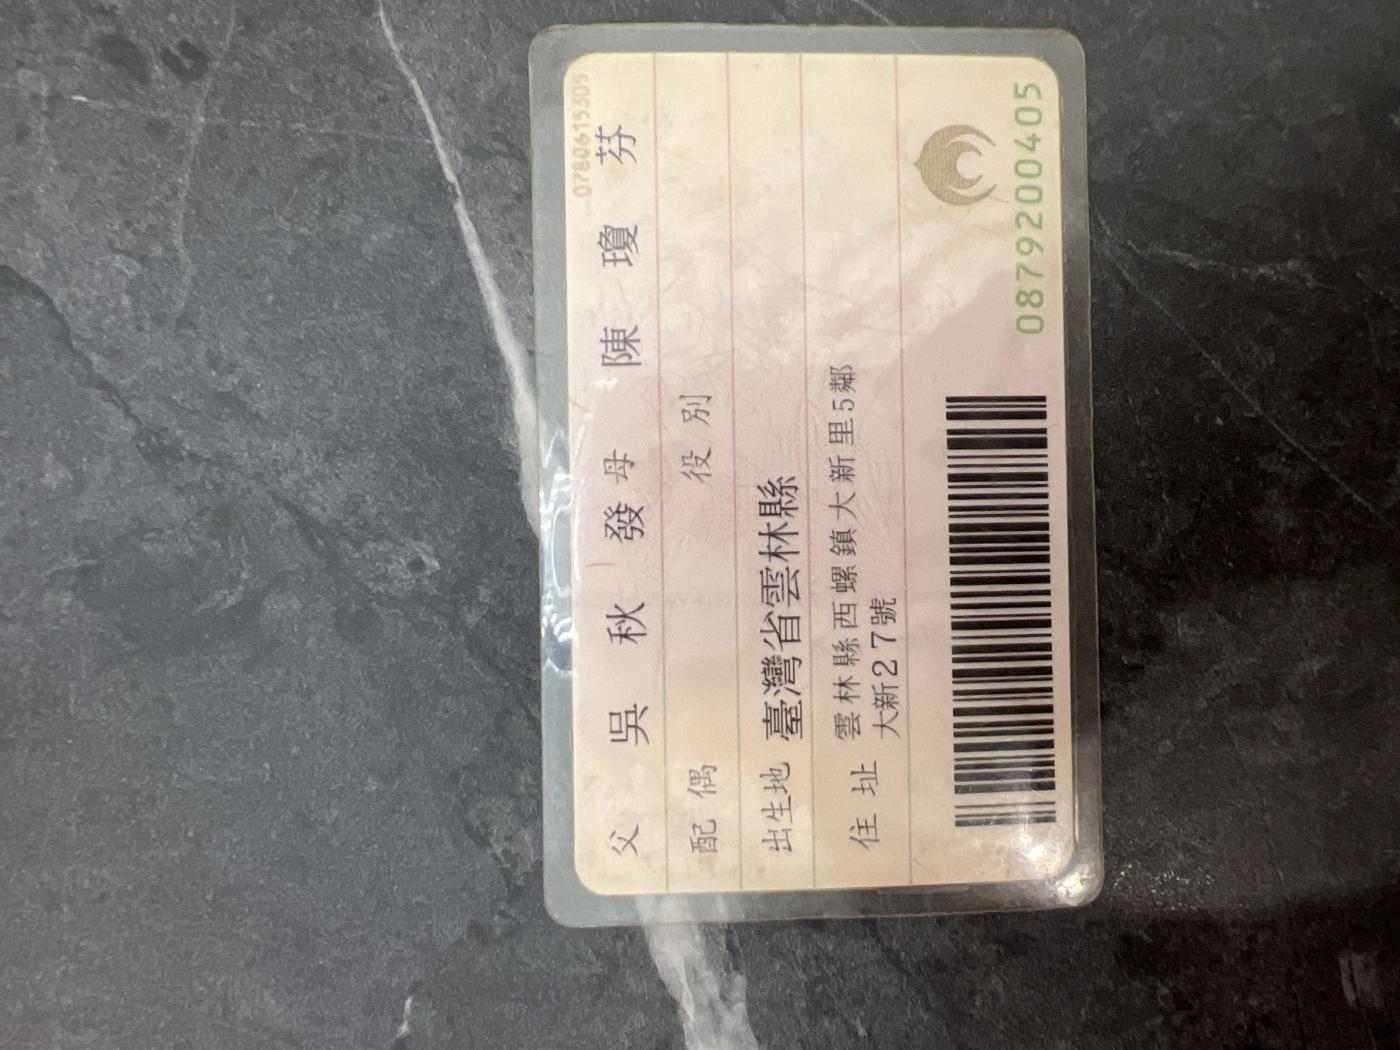 0780615305
父 吳秋發 母 陳瓊芬
配偶 役別
出生地 臺灣省雲林縣
住址 雲林縣西螺鎮大新里5鄰
大新27號
0879200405